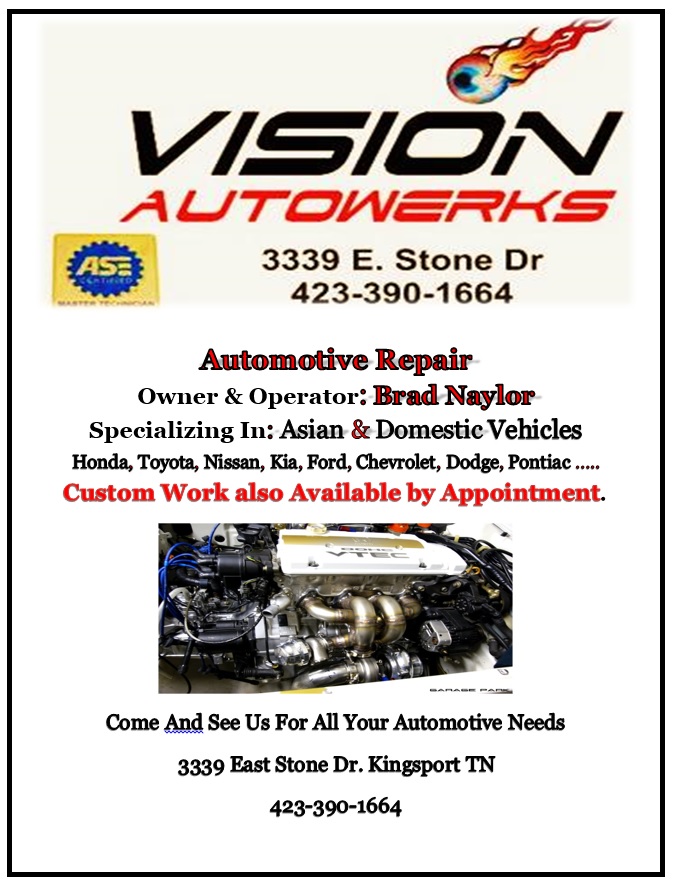 VISION
AUTOWERKS
ASE
CERTIFIED
MASTER TECHNICIAN
3339 E. Stone Dr
423-390-1664
Automotive Repair
Owner & Operator: Brad Naylor
Specializing In: Asian & Domestic Vehicles
Honda, Toyota, Nissan, Kia, Ford, Chevrolet, Dodge, Pontiac .....
Custom Work also Available by Appointment.
DOHC
VTEC
GARAGE PARK
Come And See Us For All Your Automotive Needs
3339 East Stone Dr. Kingsport TN
423-390-1664